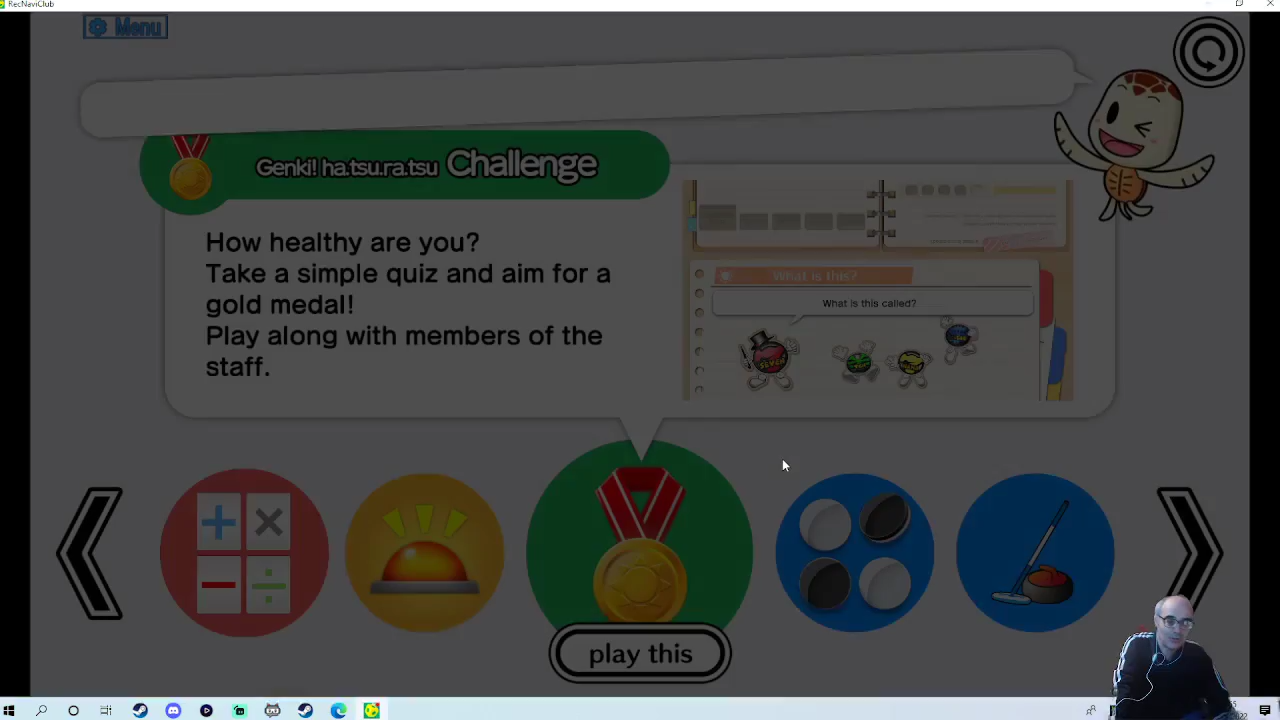 RecNaviClub
Menu
Genki! ha.tsu.ra.tsu Challenge
How healthy are you?
Take a simple quiz and aim for a
gold medal!
Play along with members of the
staff.
What is this?
What is this called?
SEVEN
play this